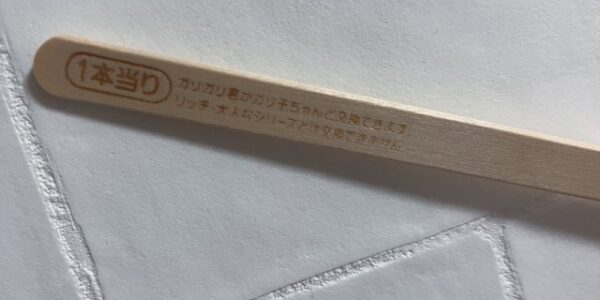 1本当り
ガリガリ君かガリ子ちゃんと交換できます
リッチ・大人なシリーズとは交換できません